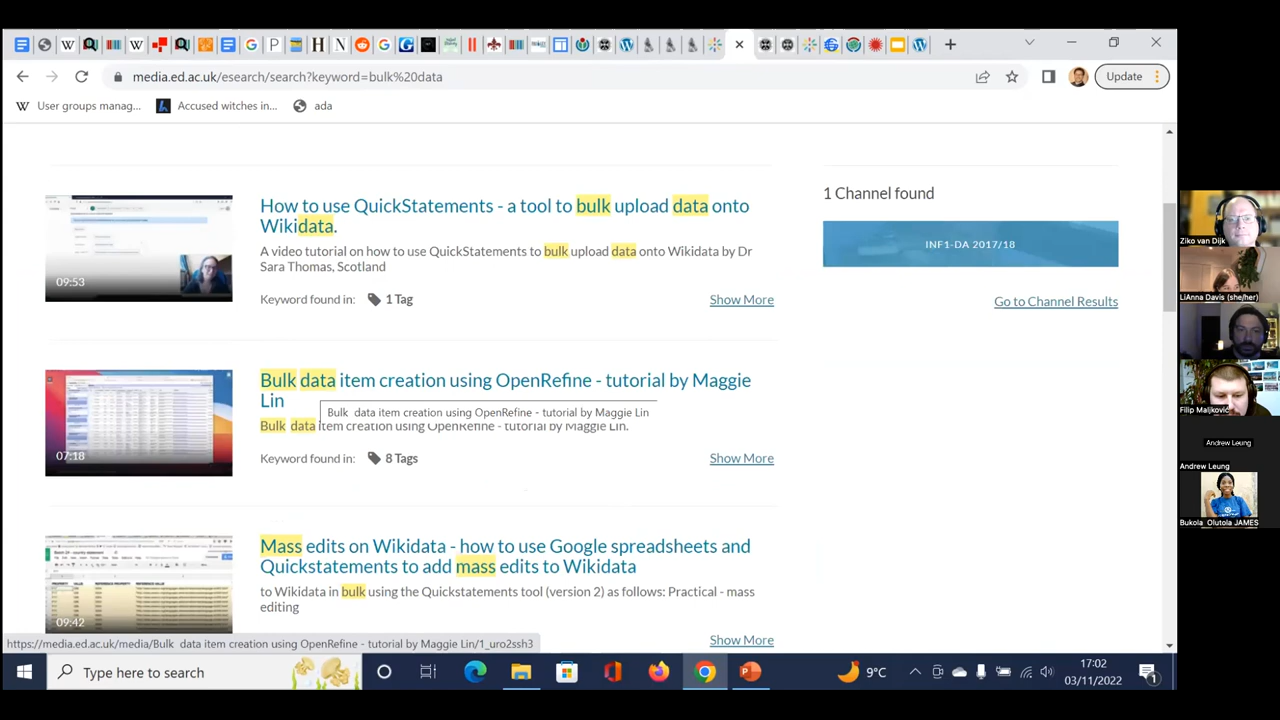 media.ed.ac.uk/esearch/search?keyword=bulk%20data
Update
User groups manag...
Accused witches in...
ada
How to use QuickStatements - a tool to bulk upload data onto
Wikidata.
A video tutorial on how to use QuickStatements to bulk upload data onto Wikidata by Dr
Sara Thomas, Scotland
09:53
Keyword found in: 1 Tag
Show More
1 Channel found
INF1-DA 2017/18
Go to Channel Results
Bulk data item creation using OpenRefine - tutorial by Maggie
Lin
Bulk data item creation using OpenRefine - tutorial by Maggie Lin
Bulk data item creation using OpenRefine - tutorial by Maggie Lin.
07:18
Keyword found in: 8 Tags
Show More
Mass edits on Wikidata - how to use Google spreadsheets and
Quickstatements to add mass edits to Wikidata
to Wikidata in bulk using the Quickstatements tool (version 2) as follows: Practical - mass
editing
09:42
Show More
https://media.ed.ac.uk/media/Bulk data item creation using OpenRefine - tutorial by Maggie Lin/1_uro2ssh3
Type here to search
9°C
17:02
03/11/2022
1
Ziko van Dijk
LiAnna Davis (she/her)
Filip Maljković
Andrew Leung
Andrew Leung
Bukola Olutola JAMES